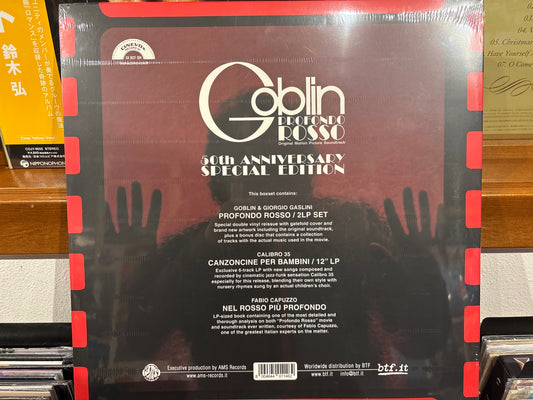 CINEVOX
Goblin
PROFONDO
ROSSO
Original Motion Picture Soundtrack
50th ANNIVERSARY
SPECIAL EDITION
This boxset contains:
GOBLIN & GIORGIO GASLINI
PROFONDO ROSSO / 2LP SET
Special double vinyl reissue with gatefold cover and
brand new artwork including the original soundtrack,
plus a bonus disc that contains a collection
of tracks with the actual music used in the movie.
CALIBRO 35
CANZONCINE PER BAMBINI / 12" LP
Exclusive 6-track LP with new songs composed and
recorded by cinematic jazz-funk sensation Calibro 35
especially for this release, blending their own style with
nursery rhymes sung by an actual children's choir.
FABIO CAPUZZO
NEL ROSSO PIÙ PROFONDO
LP-sized book containing one of the most detailed and
thorough analysis on both "Profondo Rosso" movie
and soundtrack ever written, courtesy of Fabio Capuzzo,
one of the greatest Italian experts on the matter.
Executive production by AMS Records
www.ams-records.it
Worldwide distribution by BTF
www.btf.it info@btf.it
btf.it
鈴木弘
NIPPONOPHONE
05. Christmas
Have Yourself
07. O Come